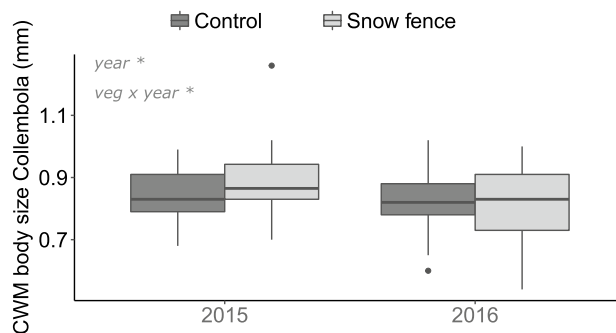 Control Snow fence
CWM body size Collembola (mm)
year *
veg x year *
1.1
0.9
0.7
2015 2016